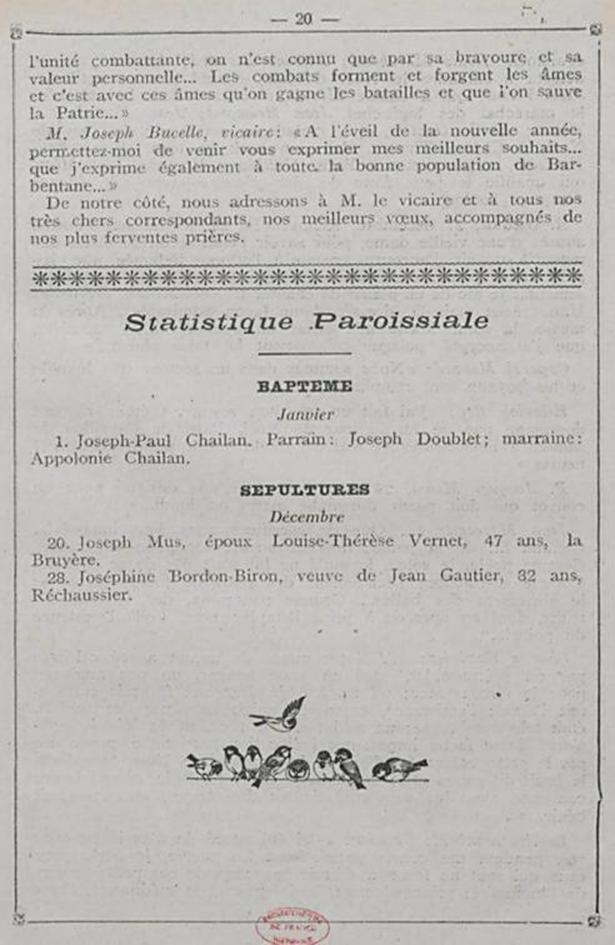 — 20 —
l'unité combattante, on n'est connu que par sa bravoure et sa
valeur personnelle... Les combats forment et forgent les âmes
et c'est avec ces âmes qu'on gagne les batailles et que l'on sauve
la Patrie... »
M. Joseph Bucelle, vicaire: « A l'éveil de la nouvelle année,
permettez-moi de venir vous exprimer mes meilleurs souhaits...
que j'exprime également à toute la bonne population de Bar-
bentane... »
De notre côté, nous adressons à M. le vicaire et à tous nos
très chers correspondants, nos meilleurs vœux, accompagnés de
nos plus ferventes prières.
Statistique Paroissiale
BAPTEME
Janvier
1. Joseph-Paul Chailan. Parrain: Joseph Doublet; marraine:
Appolonie Chailan.
SEPULTURES
Décembre
20. Joseph Mus, époux Louise-Thérèse Vernet, 47 ans, la
Bruyère.
28. Joséphine Bordon-Biron, veuve de Jean Gautier, 82 ans,
Réchaussier.
DE FRANCE